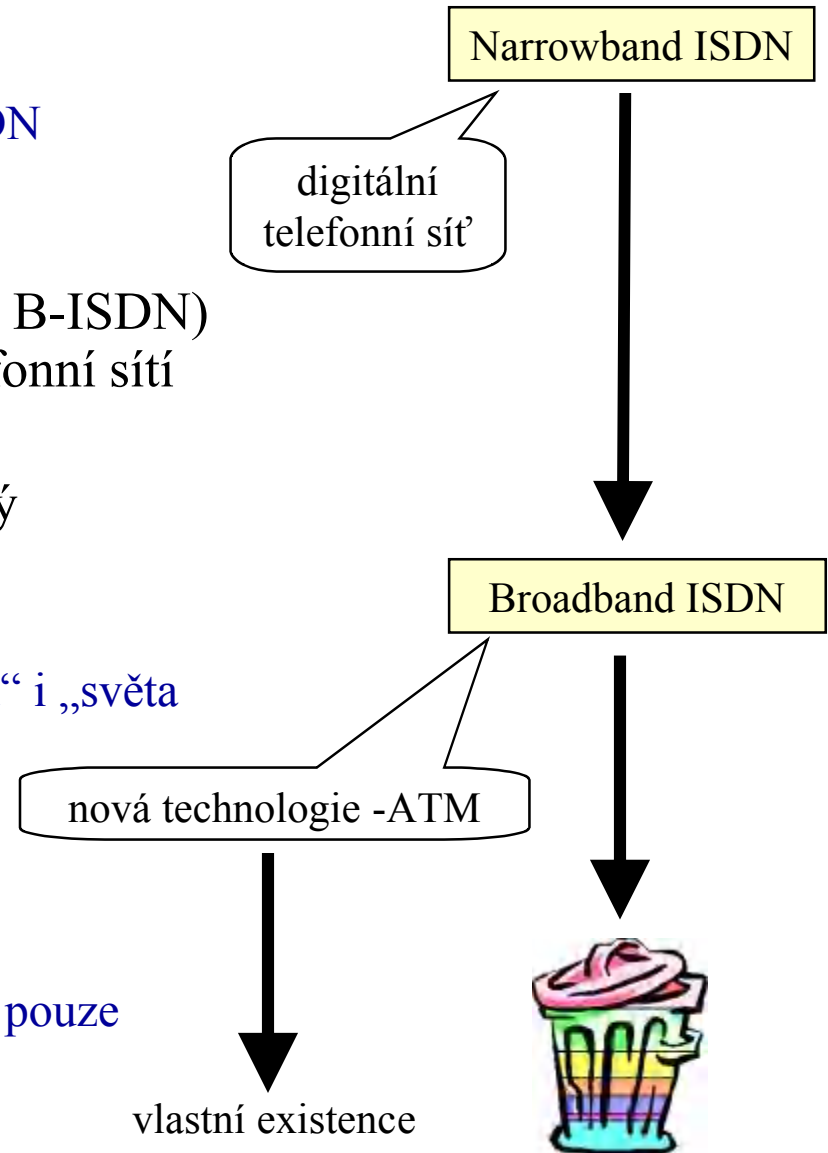 Narrowband ISDN
DN
digitální
telefonní síť
B-ISDN)
fonní sítí
ý
Broadband ISDN
“ i „světa
nová technologie -ATM
pouze
vlastní existence